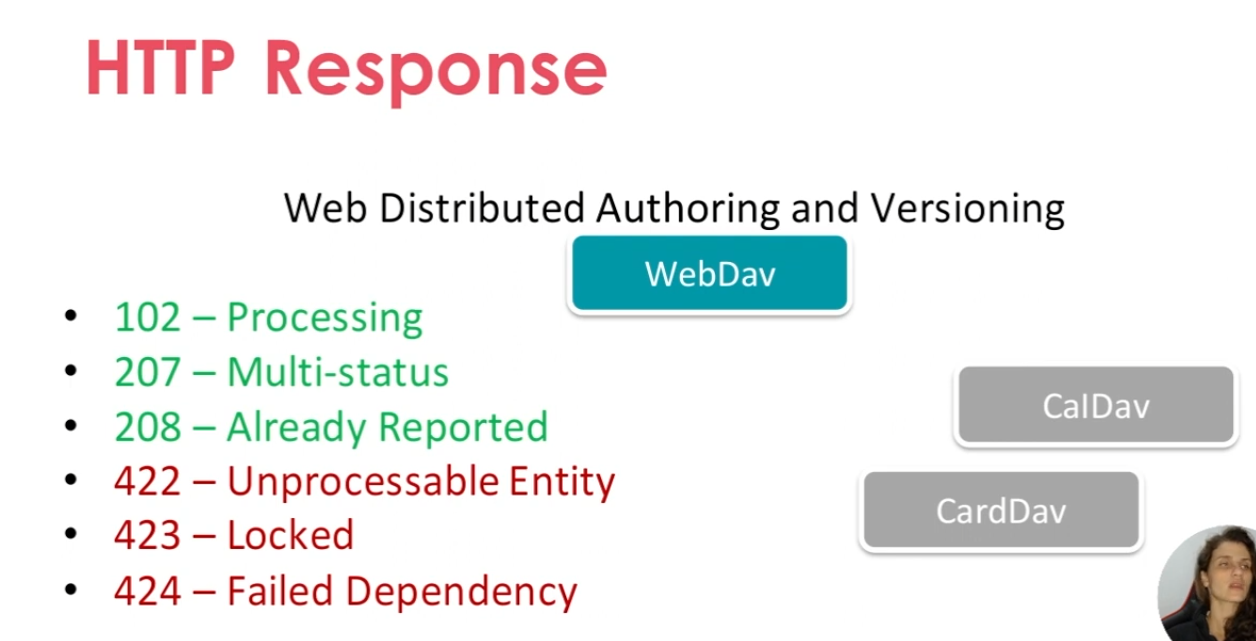 HTTP Response
Web Distributed Authoring and Versioning
WebDav
• 102 – Processing
• 207 – Multi-status
• 208 – Already Reported
• 422 – Unprocessable Entity
• 423 – Locked
• 424 – Failed Dependency
CalDav
CardDav